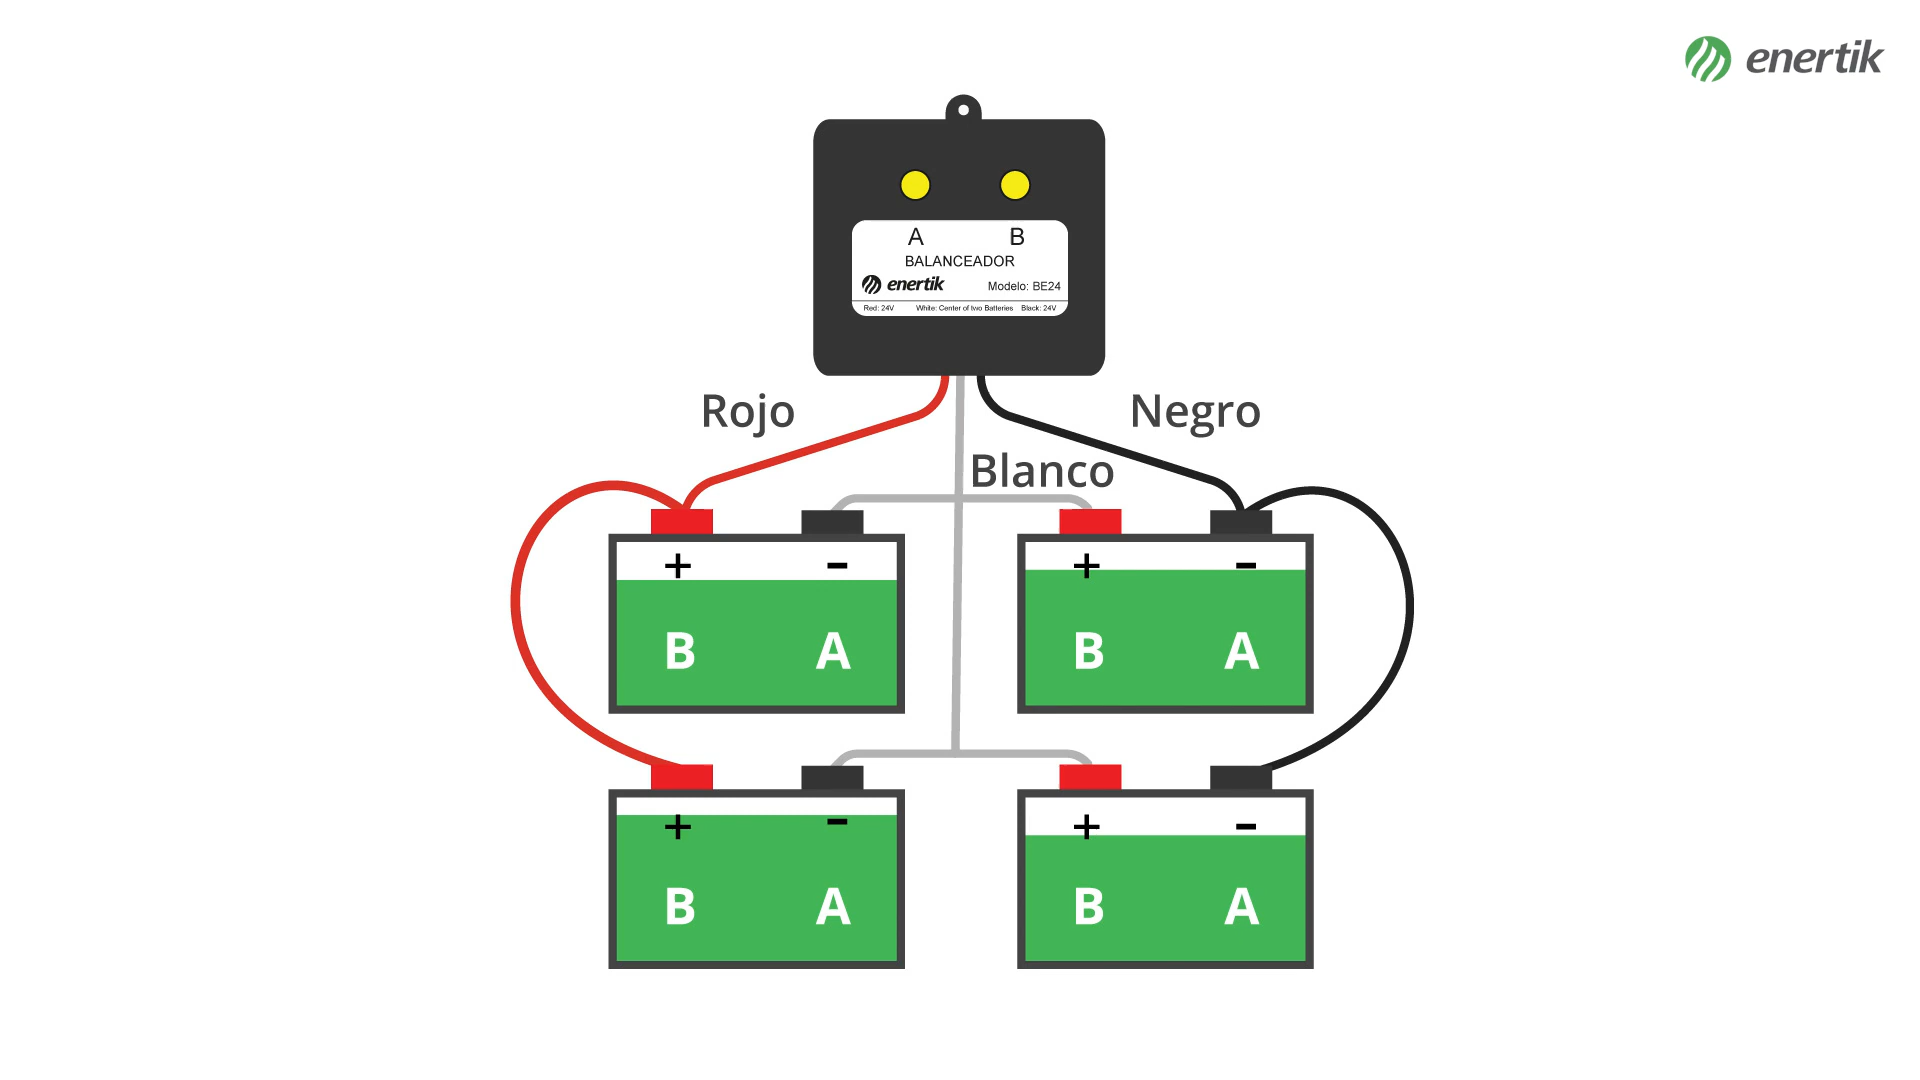 enertik
A B
BALANCEADOR
enertik Modelo: BE24
Red: 24V White: Center of two Batteries Black: 24V
Rojo
Negro
Blanco
+ - + -
B A B A
+ - + -
B A B A